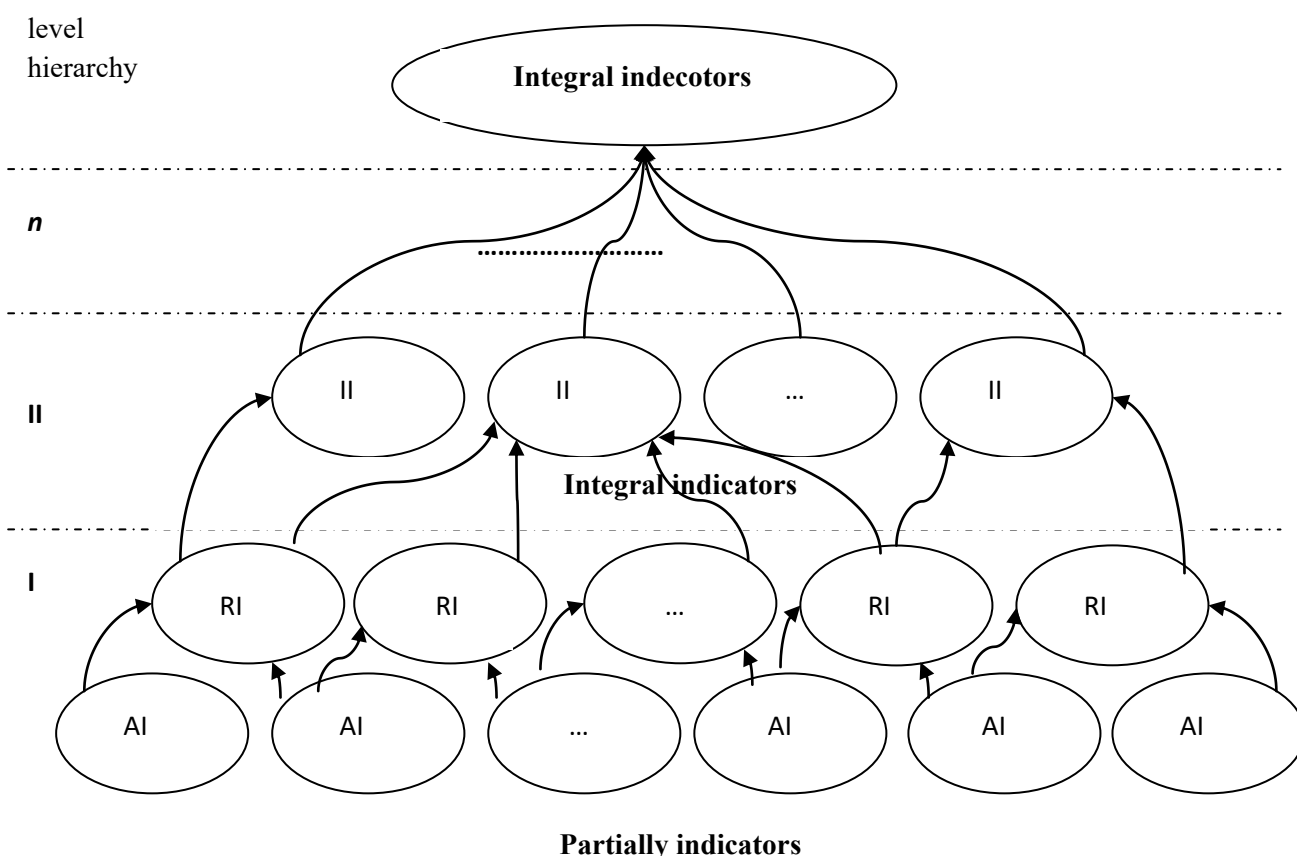 level
hierarchy
Integral indecotors
n
................................
II
II
II
...
II
Integral indicators
I
RI
RI
...
RI
RI
AI
AI
...
AI
AI
AI
Partially indicators